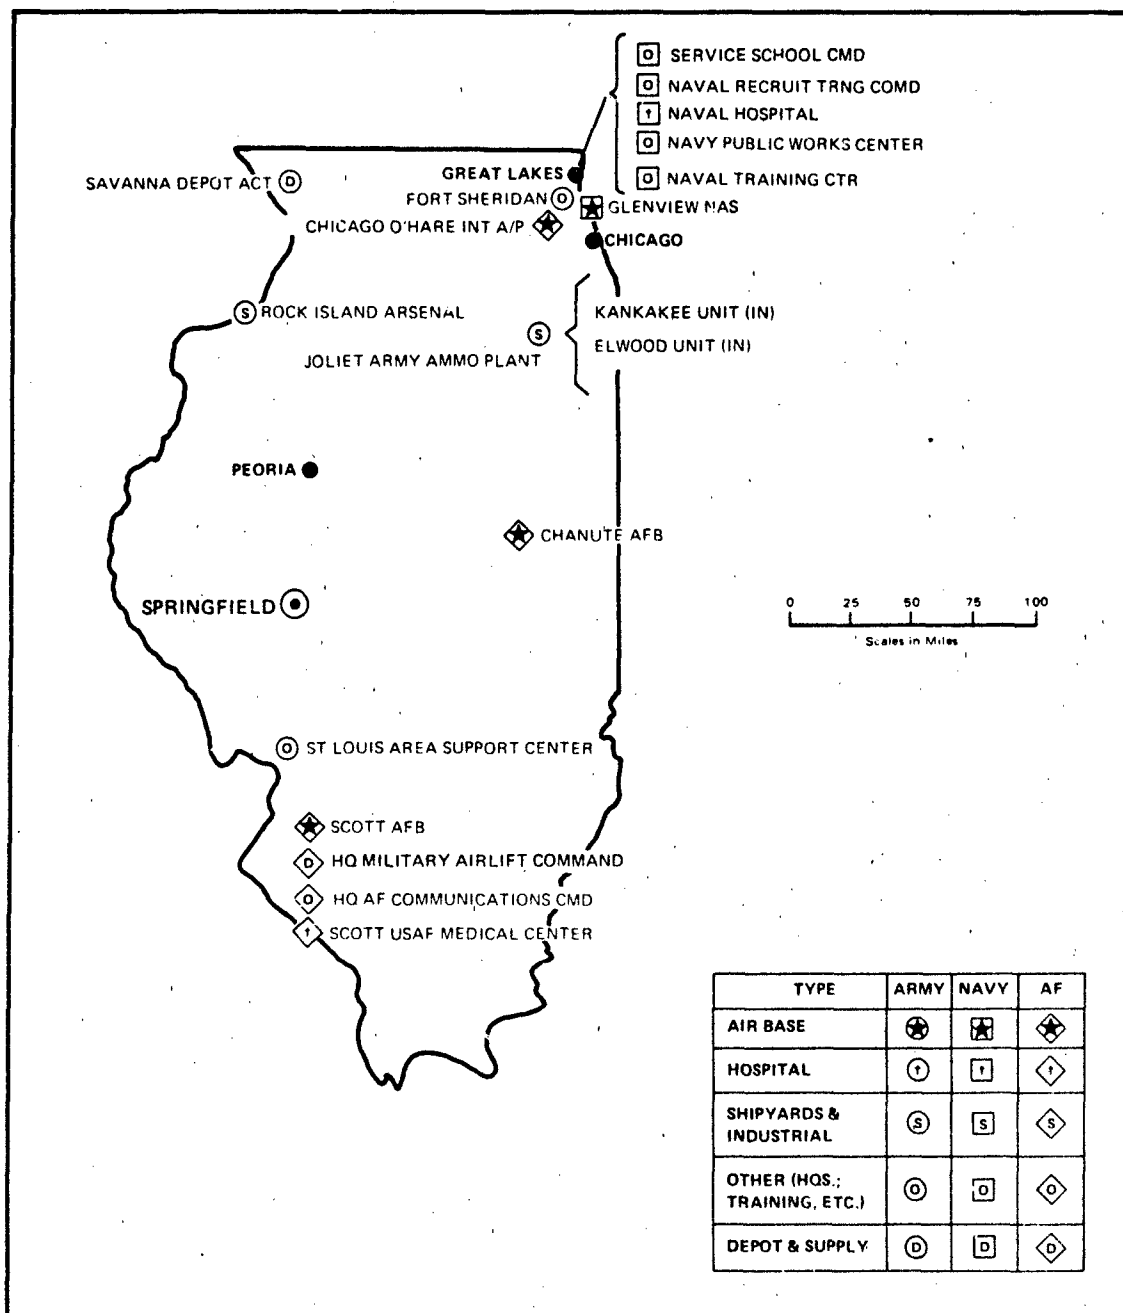 O SERVICE SCHOOL CMD
O NAVAL RECRUIT TRNG COMD
† NAVAL HOSPITAL
O NAVY PUBLIC WORKS CENTER
O NAVAL TRAINING CTR
GREAT LAKES
SAVANNA DEPOT ACT D
FORT SHERIDAN O
GLENVIEW NAS
CHICAGO O'HARE INT A/P
CHICAGO
S ROCK ISLAND ARSENAL
KANKAKEE UNIT (IN)
S
ELWOOD UNIT (IN)
JOLIET ARMY AMMO PLANT
PEORIA
CHANUTE AFB
SPRINGFIELD
0 25 50 75 100
Scales in Miles
O ST LOUIS AREA SUPPORT CENTER
SCOTT AFB
D HQ MILITARY AIRLIFT COMMAND
O HQ AF COMMUNICATIONS CMD
† SCOTT USAF MEDICAL CENTER
TYPE ARMY NAVY AF
AIR BASE
HOSPITAL † † †
SHIPYARDS &
INDUSTRIAL S S S
OTHER (HQS.;
TRAINING, ETC.) O O O
DEPOT & SUPPLY D D D